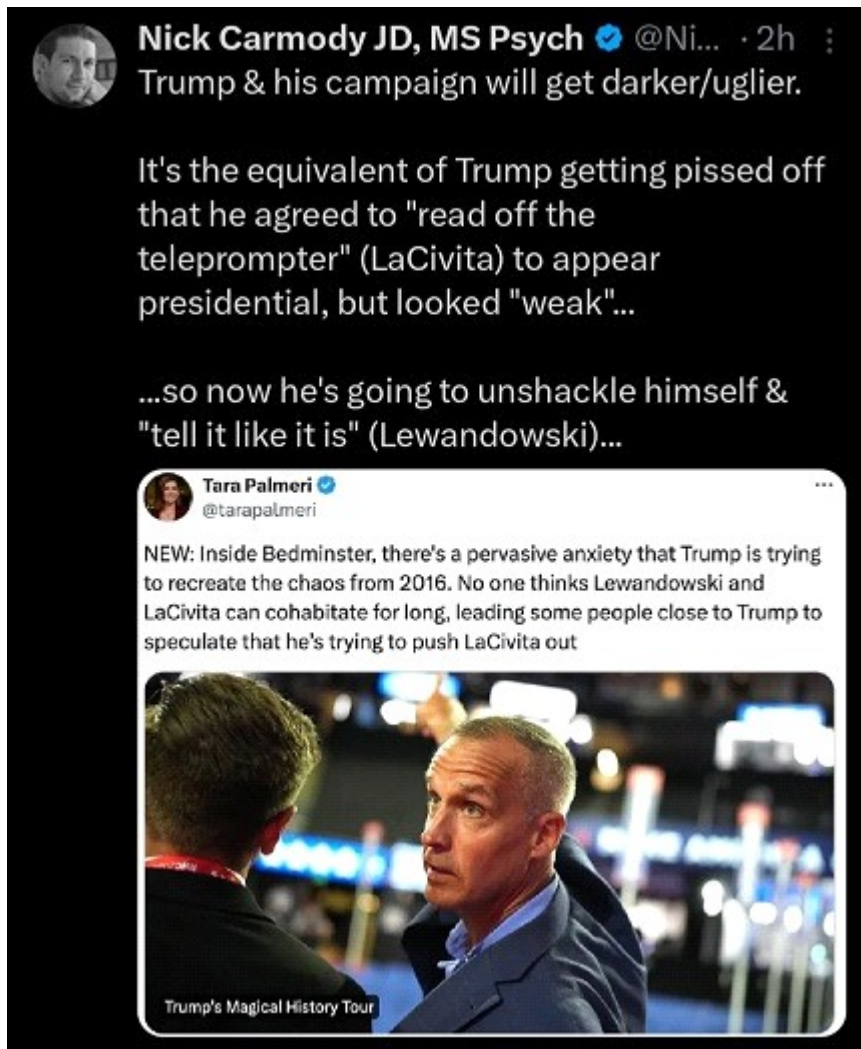 Nick Carmody JD, MS Psych @Ni... · 2h
Trump & his campaign will get darker/uglier.
It's the equivalent of Trump getting pissed off
that he agreed to "read off the
teleprompter" (LaCivita) to appear
presidential, but looked "weak"...
...so now he's going to unshackle himself &
"tell it like it is" (Lewandowski)...
Tara Palmeri
@tarapalmeri
NEW: Inside Bedminster, there's a pervasive anxiety that Trump is trying
to recreate the chaos from 2016. No one thinks Lewandowski and
LaCivita can cohabitate for long, leading some people close to Trump to
speculate that he's trying to push LaCivita out
Trump's Magical History Tour